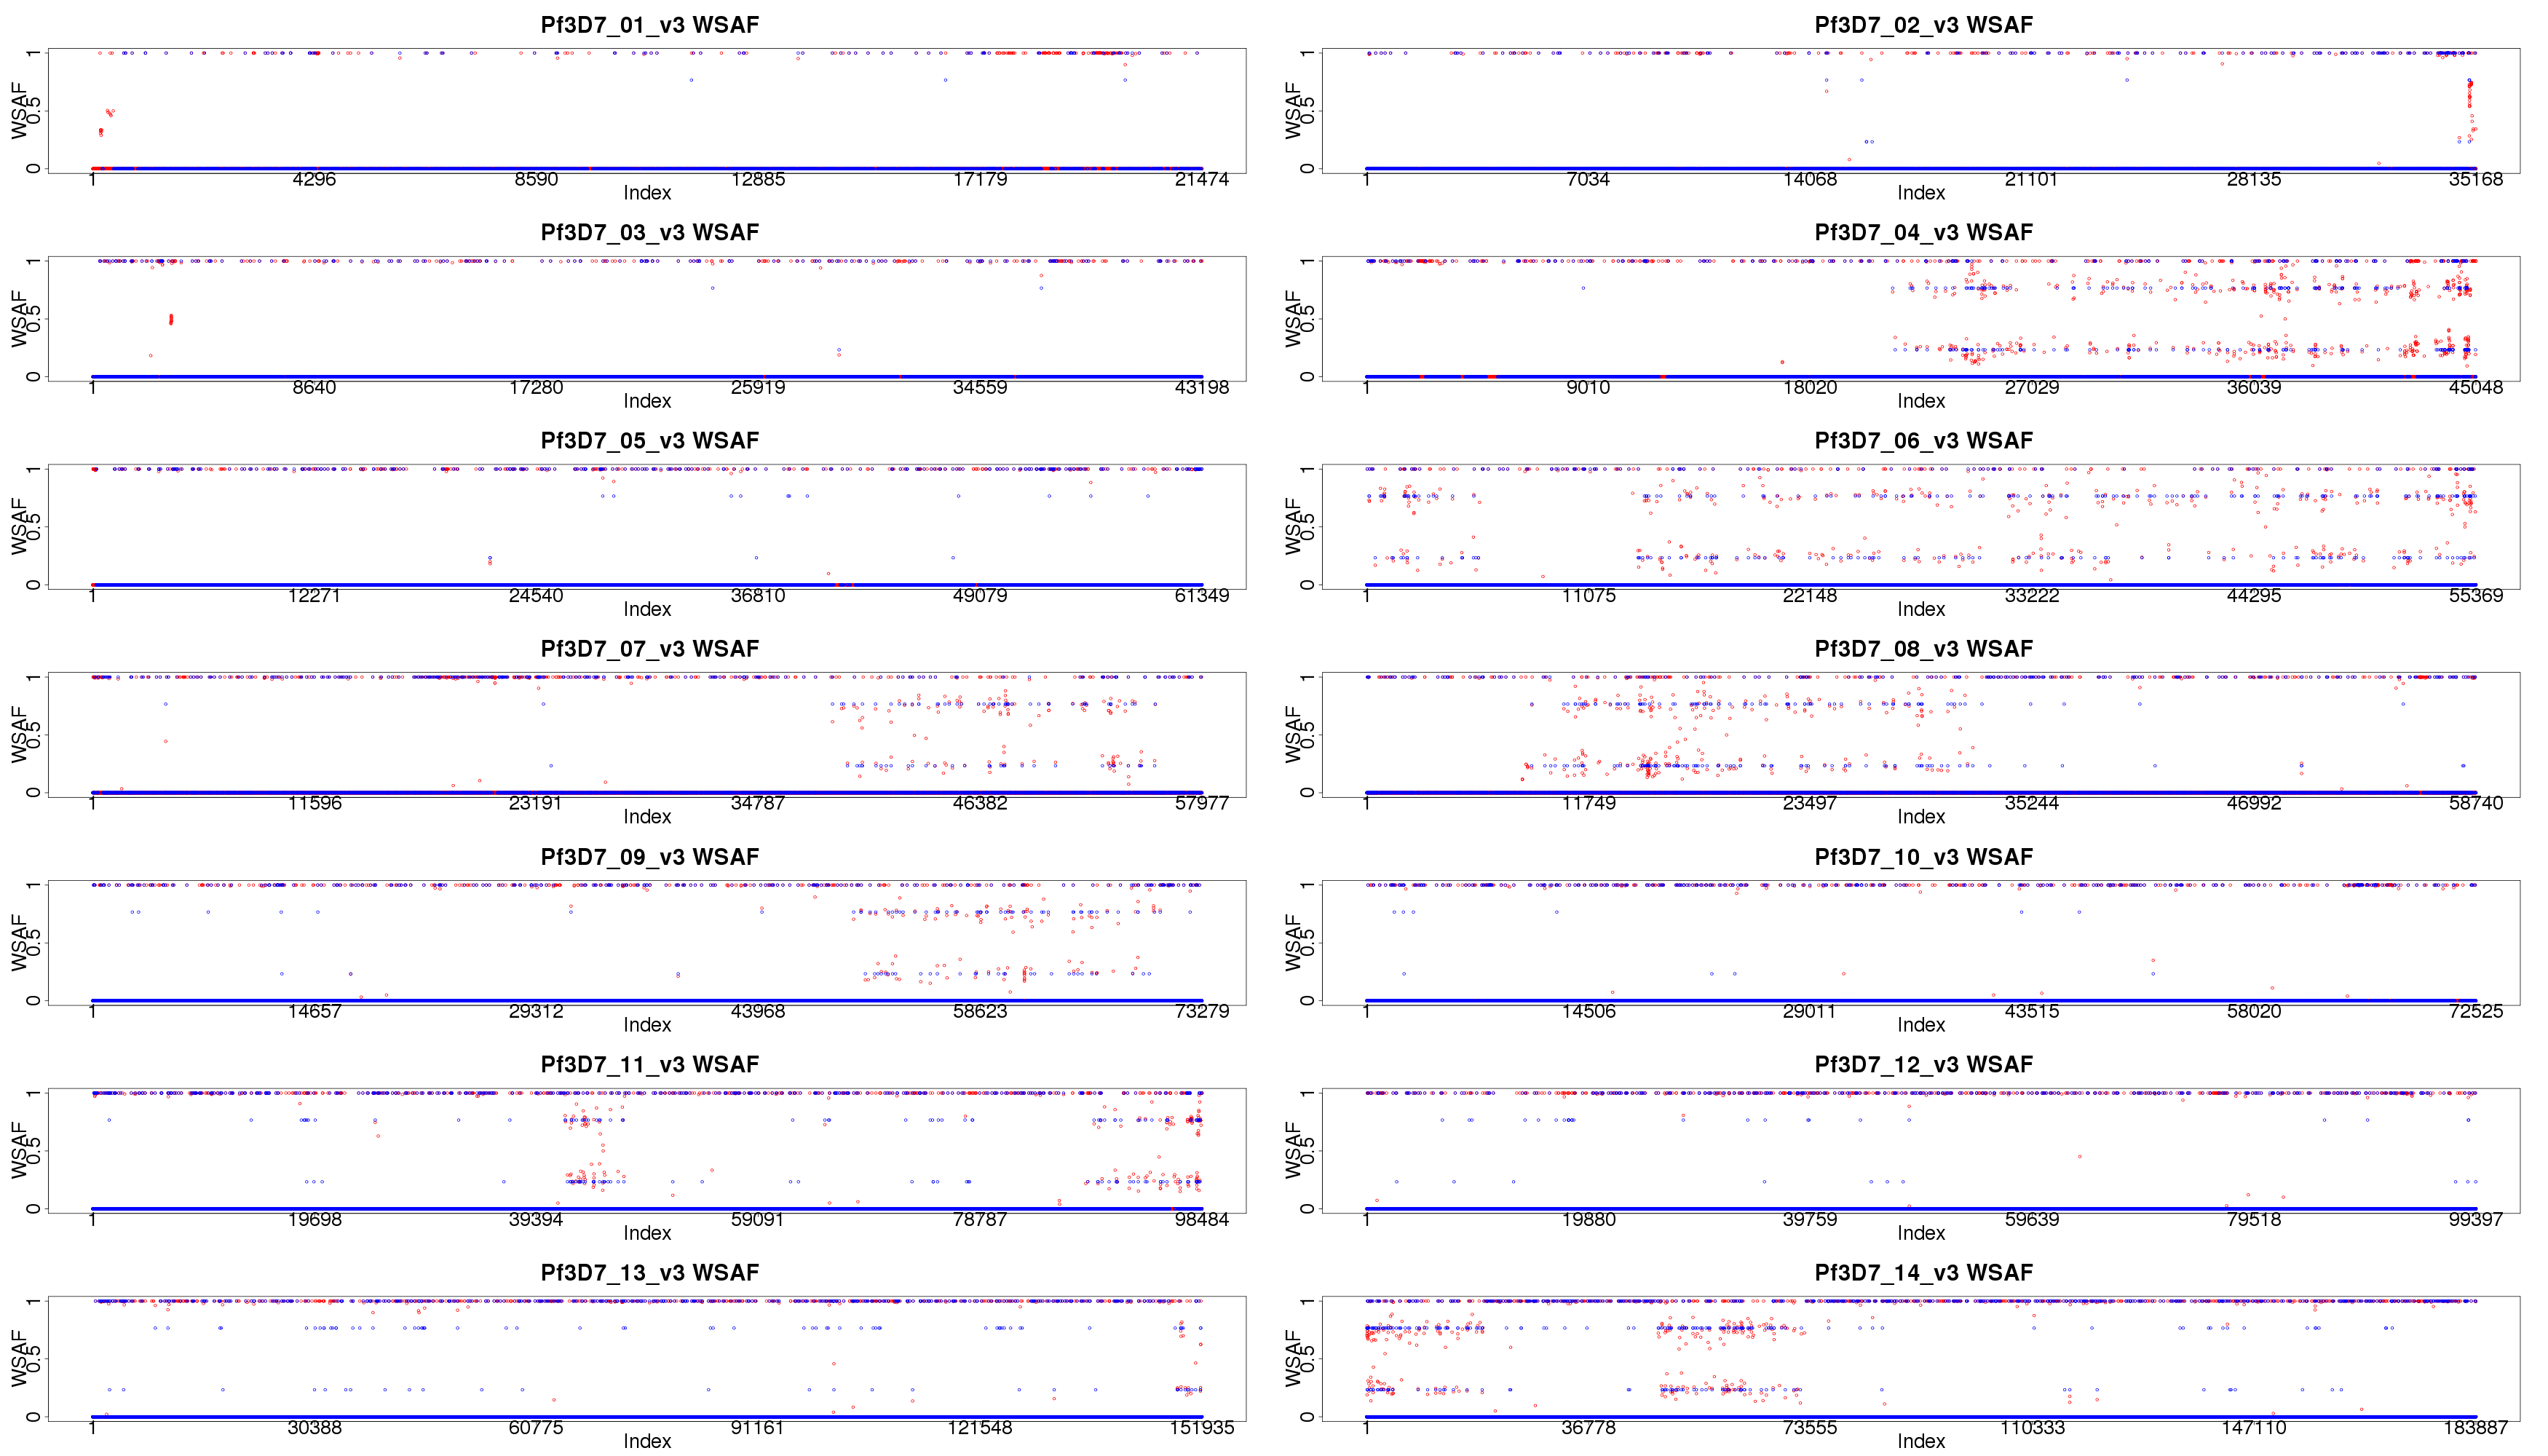 Pf3D7_01_v3 WSAF
WSAF
0 0.5 1
1 4296 8590 12885 17179 21474
Index
Pf3D7_02_v3 WSAF
WSAF
0 0.5 1
1 7034 14068 21101 28135 35168
Index
Pf3D7_03_v3 WSAF
WSAF
0 0.5 1
1 8640 17280 25919 34559 43198
Index
Pf3D7_04_v3 WSAF
WSAF
0 0.5 1
1 9010 18020 27029 36039 45048
Index
Pf3D7_05_v3 WSAF
WSAF
0 0.5 1
1 12271 24540 36810 49079 61349
Index
Pf3D7_06_v3 WSAF
WSAF
0 0.5 1
1 11075 22148 33222 44295 55369
Index
Pf3D7_07_v3 WSAF
WSAF
0 0.5 1
1 11596 23191 34787 46382 57977
Index
Pf3D7_08_v3 WSAF
WSAF
0 0.5 1
1 11749 23497 35244 46992 58740
Index
Pf3D7_09_v3 WSAF
WSAF
0 0.5 1
1 14657 29312 43968 58623 73279
Index
Pf3D7_10_v3 WSAF
WSAF
0 0.5 1
1 14506 29011 43515 58020 72525
Index
Pf3D7_11_v3 WSAF
WSAF
0 0.5 1
1 19698 39394 59091 78787 98484
Index
Pf3D7_12_v3 WSAF
WSAF
0 0.5 1
1 19880 39759 59639 79518 99397
Index
Pf3D7_13_v3 WSAF
WSAF
0 0.5 1
1 30388 60775 91161 121548 151935
Index
Pf3D7_14_v3 WSAF
WSAF
0 0.5 1
1 36778 73555 110333 147110 183887
Index